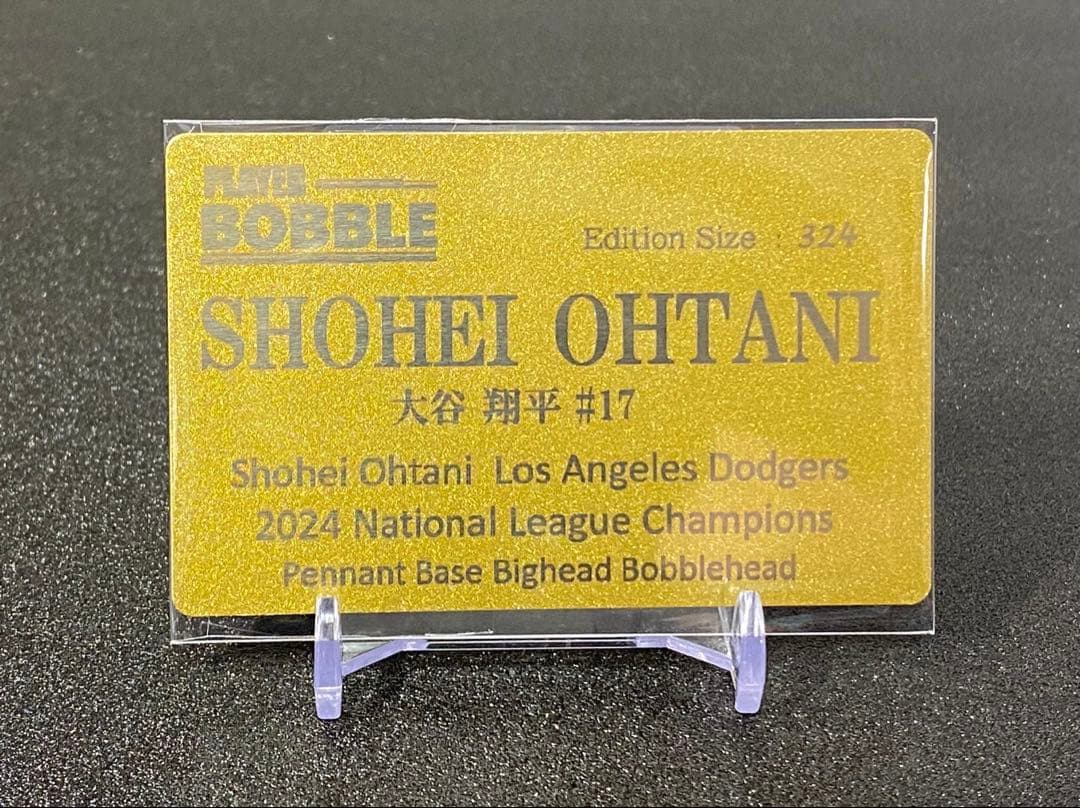 PLAYER
BOBBLE
Edition Size : 324
SHOHEI OHTANI
大谷 翔平 #17
Shohei Ohtani Los Angeles Dodgers
2024 National League Champions
Pennant Base Bighead Bobblehead